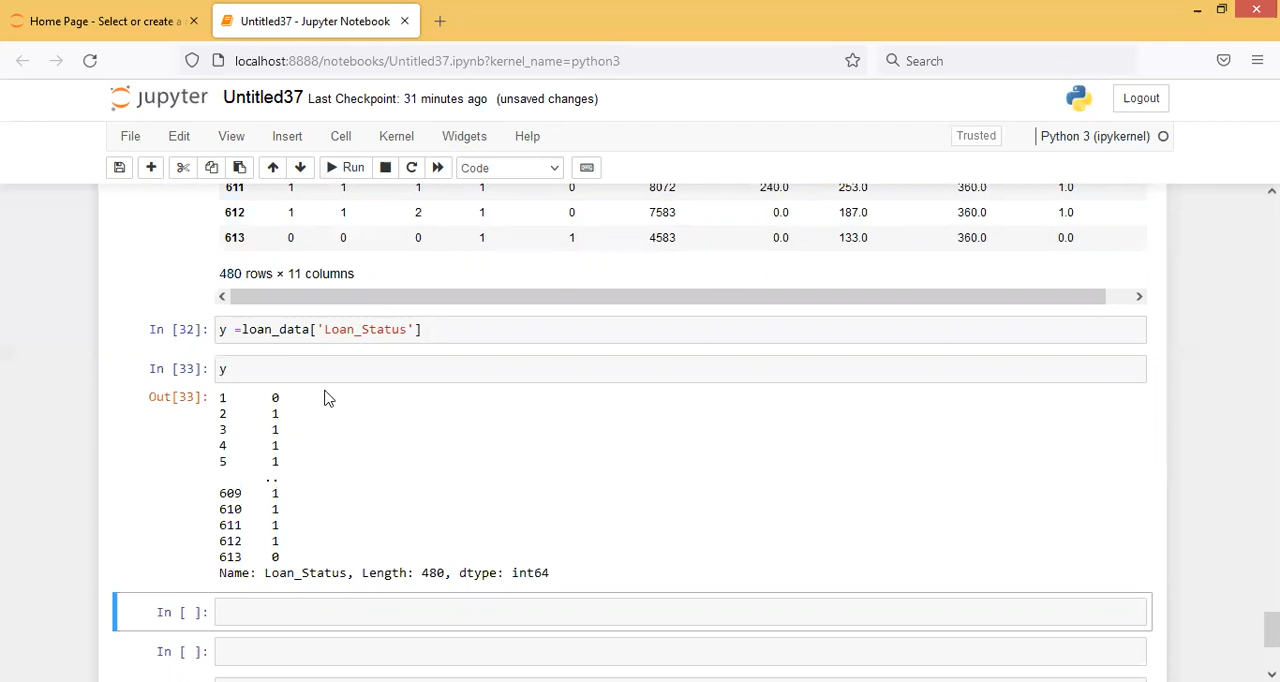 Home Page - Select or create a
Untitled37 - Jupyter Notebook
localhost:8888/notebooks/Untitled37.ipynb?kernel_name=python3
Search
jupyter Untitled37 Last Checkpoint: 31 minutes ago (unsaved changes)
Logout
File Edit View Insert Cell Kernel Widgets Help
Trusted
Python 3 (ipykernel)
Run
Code
611 1 1 1 1 0 8072 240.0 253.0 360.0 1.0
612 1 1 2 1 0 7583 0.0 187.0 360.0 1.0
613 0 0 0 1 1 4583 0.0 133.0 360.0 0.0
480 rows × 11 columns
In [32]: y =loan_data['Loan_Status']
In [33]: y
Out[33]: 1 0
2 1
3 1
4 1
5 1
..
609 1
610 1
611 1
612 1
613 0
Name: Loan_Status, Length: 480, dtype: int64
In [ ]:
In [ ]: